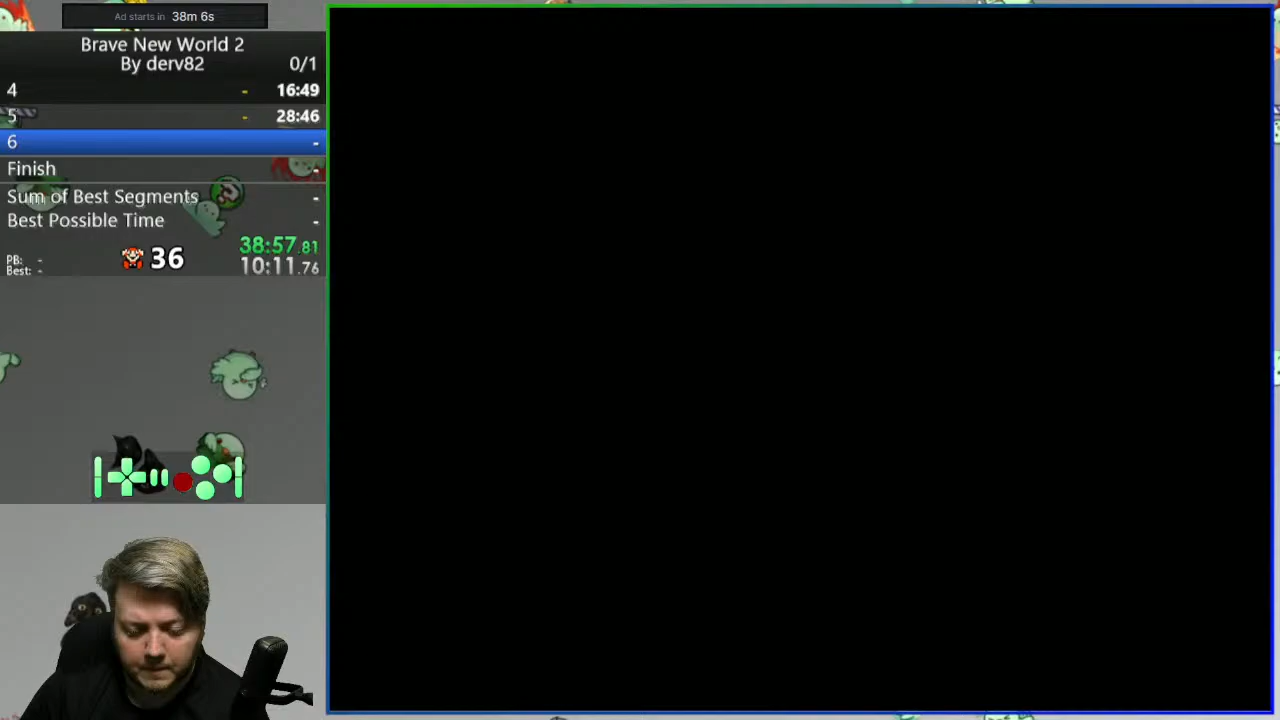 Ad starts in 38m 6s
Brave New World 2
By derv82 0/1
4 - 16:49
5 - 28:46
6 -
Finish -
Sum of Best Segments -
Best Possible Time -
PB: - 36 38:57.81
Best: - 10:11.76